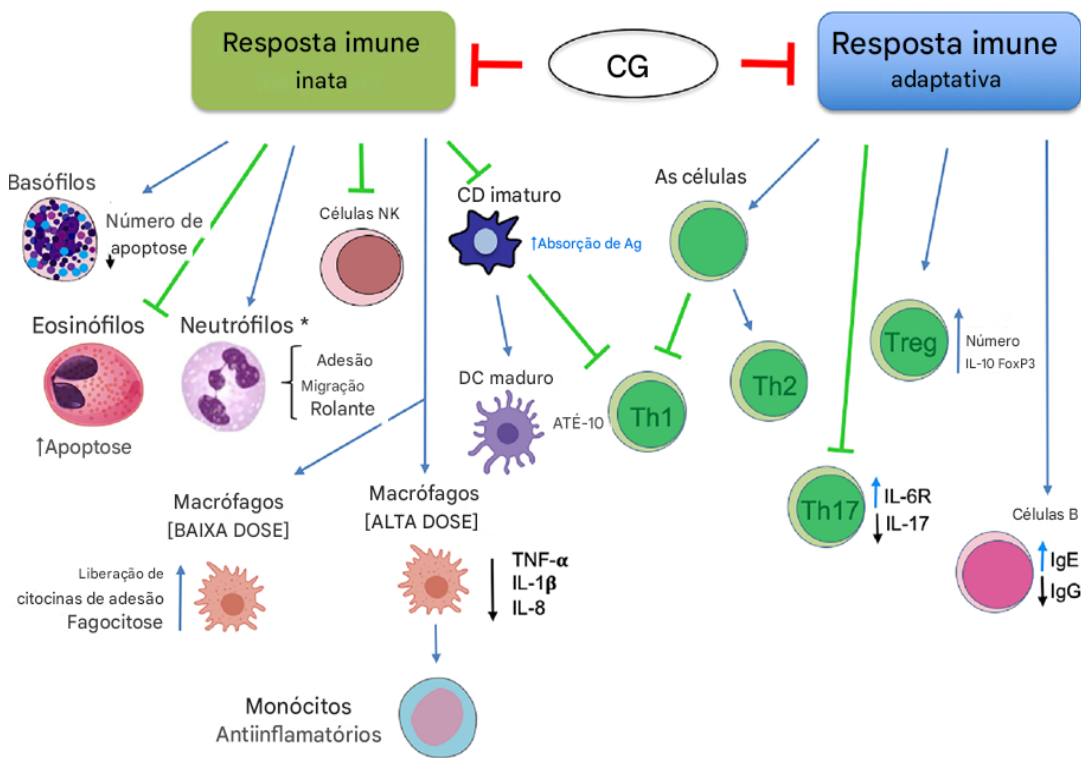 Resposta imune
inata
CG
Resposta imune
adaptativa
Basófilos
Número de
apoptose
Células NK
CD imaturo
↑Absorção de Ag
As células
Eosinófilos
↑Apoptose
Neutrófilos *
Adesão
Migração
Rolante
DC maduro
ATÉ-10
Th1
Th2
Treg
Número
IL-10 FoxP3
Macrófagos
[BAIXA DOSE]
Liberação de
citocinas de adesão
Fagocitose
Macrófagos
[ALTA DOSE]
TNF-α
IL-1β
IL-8
Th17
IL-6R
IL-17
Células B
IgE
IgG
Monócitos
Antiinflamatórios